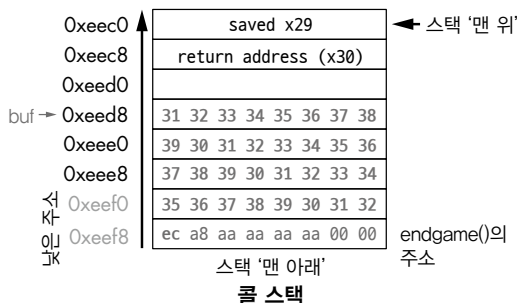 0xeec0 saved x29 스택 ‘맨 위’
0xeec8 return address (x30)
0xeed0
buf 0xeed8 31 32 33 34 35 36 37 38
0xeee0 39 30 31 32 33 34 35 36
0xeee8 37 38 39 30 31 32 33 34
0xeef0 35 36 37 38 39 30 31 32
0xeef8 ec a8 aa aa aa aa 00 00 endgame()의
주소
낮은 주소
스택 ‘맨 아래’
콜 스택